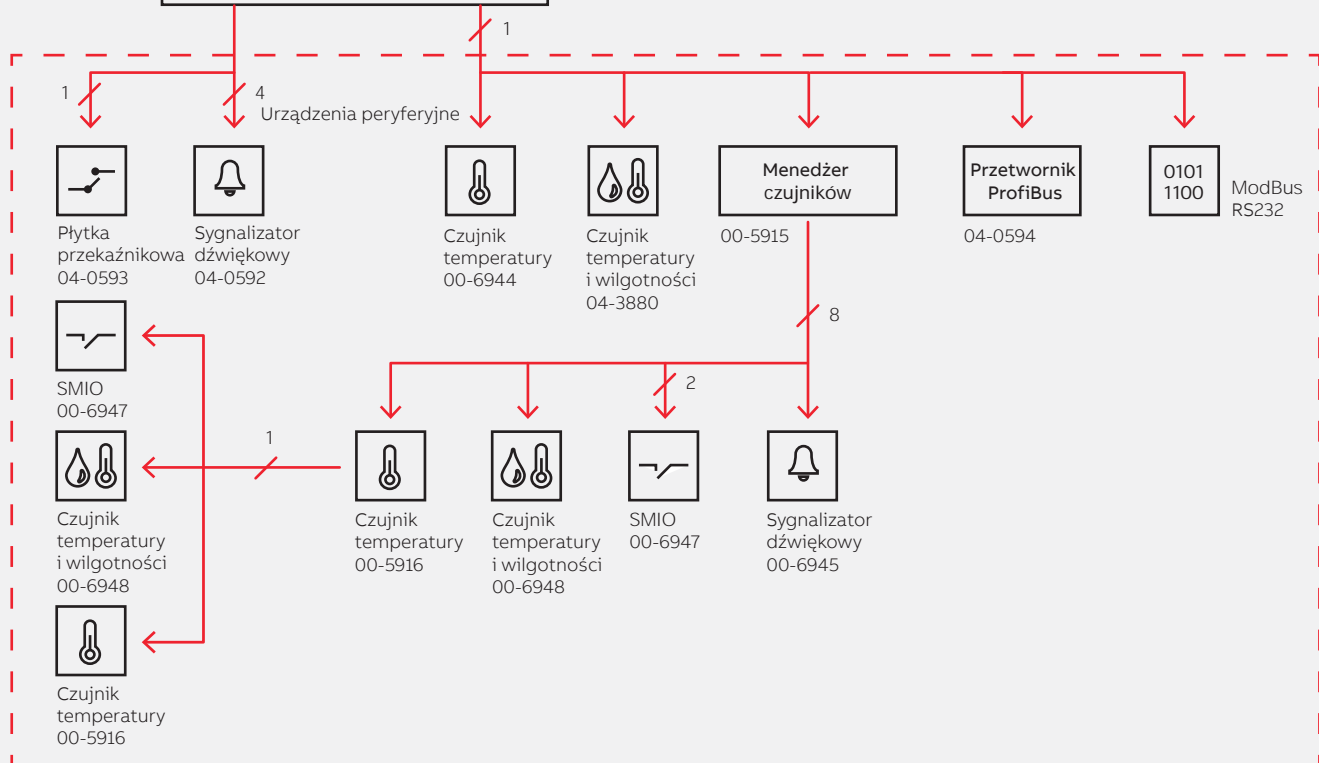 1
1
4
Urządzenia peryferyjne
Płytka
przekaźnikowa
04-0593
Sygnalizator
dźwiękowy
04-0592
Czujnik
temperatury
00-6944
Czujnik
temperatury
i wilgotności
04-3880
Menedżer
czujników
00-5915
Przetwornik
ProfiBus
04-0594
0101
1100
ModBus
RS232
8
SMIO
00-6947
2
1
Czujnik
temperatury
i wilgotności
00-6948
Czujnik
temperatury
00-5916
Czujnik
temperatury
i wilgotności
00-6948
SMIO
00-6947
Sygnalizator
dźwiękowy
00-6945
Czujnik
temperatury
00-5916